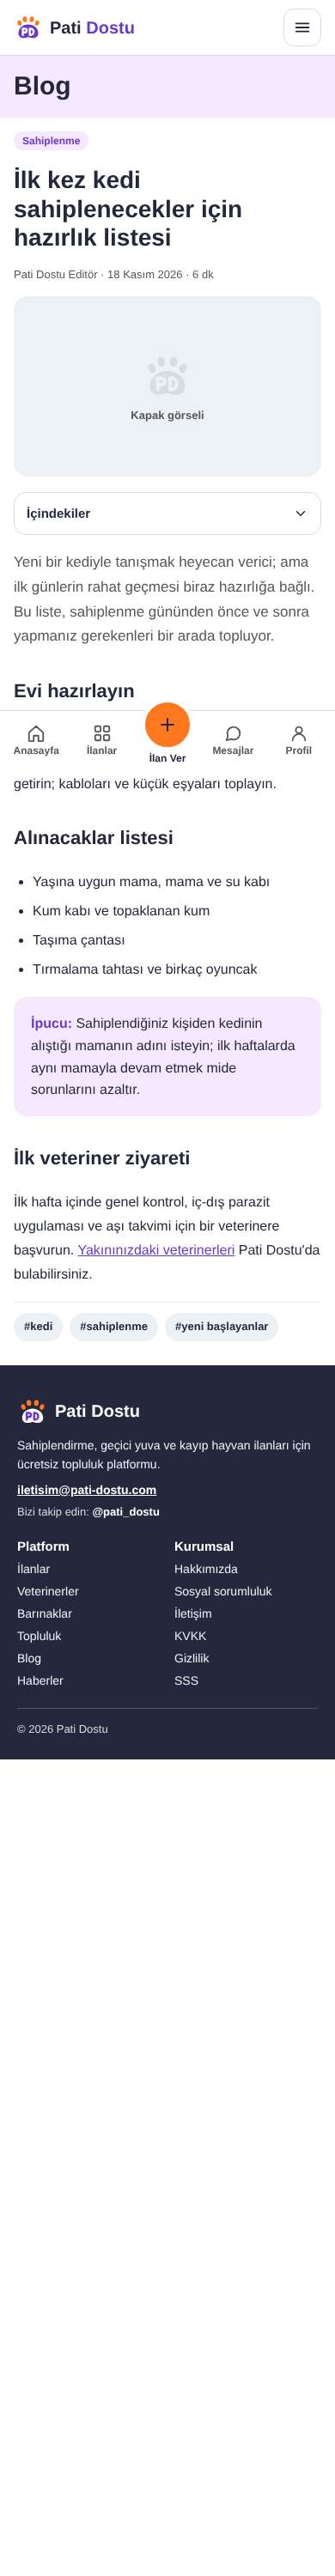 Pati Dostu
Blog
Sahiplenme
İlk kez kedi
sahiplenecekler için
hazırlık listesi
Pati Dostu Editör · 18 Kasım 2026 · 6 dk
PD
Kapak görseli
İçindekiler
Yeni bir kediyle tanışmak heyecan verici; ama
ilk günlerin rahat geçmesi biraz hazırlığa bağlı.
Bu liste, sahiplenme gününden önce ve sonra
yapmanız gerekenleri bir arada topluyor.
Evi hazırlayın
Anasayfa
İlanlar
İlan Ver
Mesajlar
Profil
getirin; kabloları ve küçük eşyaları toplayın.
Alınacaklar listesi
• Yaşına uygun mama, mama ve su kabı
• Kum kabı ve topaklanan kum
• Taşıma çantası
• Tırmalama tahtası ve birkaç oyuncak
İpucu: Sahiplendiğiniz kişiden kedinin
alıştığı mamanın adını isteyin; ilk haftalarda
aynı mamayla devam etmek mide
sorunlarını azaltır.
İlk veteriner ziyareti
İlk hafta içinde genel kontrol, iç-dış parazit
uygulaması ve aşı takvimi için bir veterinere
başvurun. Yakınınızdaki veterinerleri Pati Dostu'da
bulabilirsiniz.
#kedi
#sahiplenme
#yeni başlayanlar
PD
Pati Dostu
Sahiplendirme, geçici yuva ve kayıp hayvan ilanları için
ücretsiz topluluk platformu.
iletisim@pati-dostu.com
Bizi takip edin: @pati_dostu
Platform
İlanlar
Veterinerler
Barınaklar
Topluluk
Blog
Haberler
Kurumsal
Hakkımızda
Sosyal sorumluluk
İletişim
KVKK
Gizlilik
SSS
© 2026 Pati Dostu